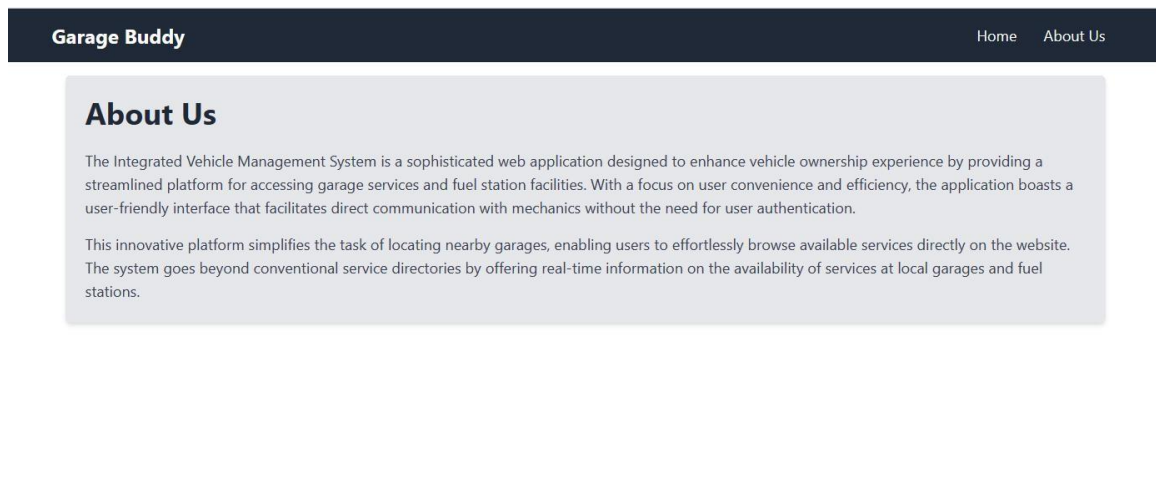 Garage Buddy
Home
About Us
About Us
The Integrated Vehicle Management System is a sophisticated web application designed to enhance vehicle ownership experience by providing a
streamlined platform for accessing garage services and fuel station facilities. With a focus on user convenience and efficiency, the application boasts a
user-friendly interface that facilitates direct communication with mechanics without the need for user authentication.
This innovative platform simplifies the task of locating nearby garages, enabling users to effortlessly browse available services directly on the website.
The system goes beyond conventional service directories by offering real-time information on the availability of services at local garages and fuel
stations.